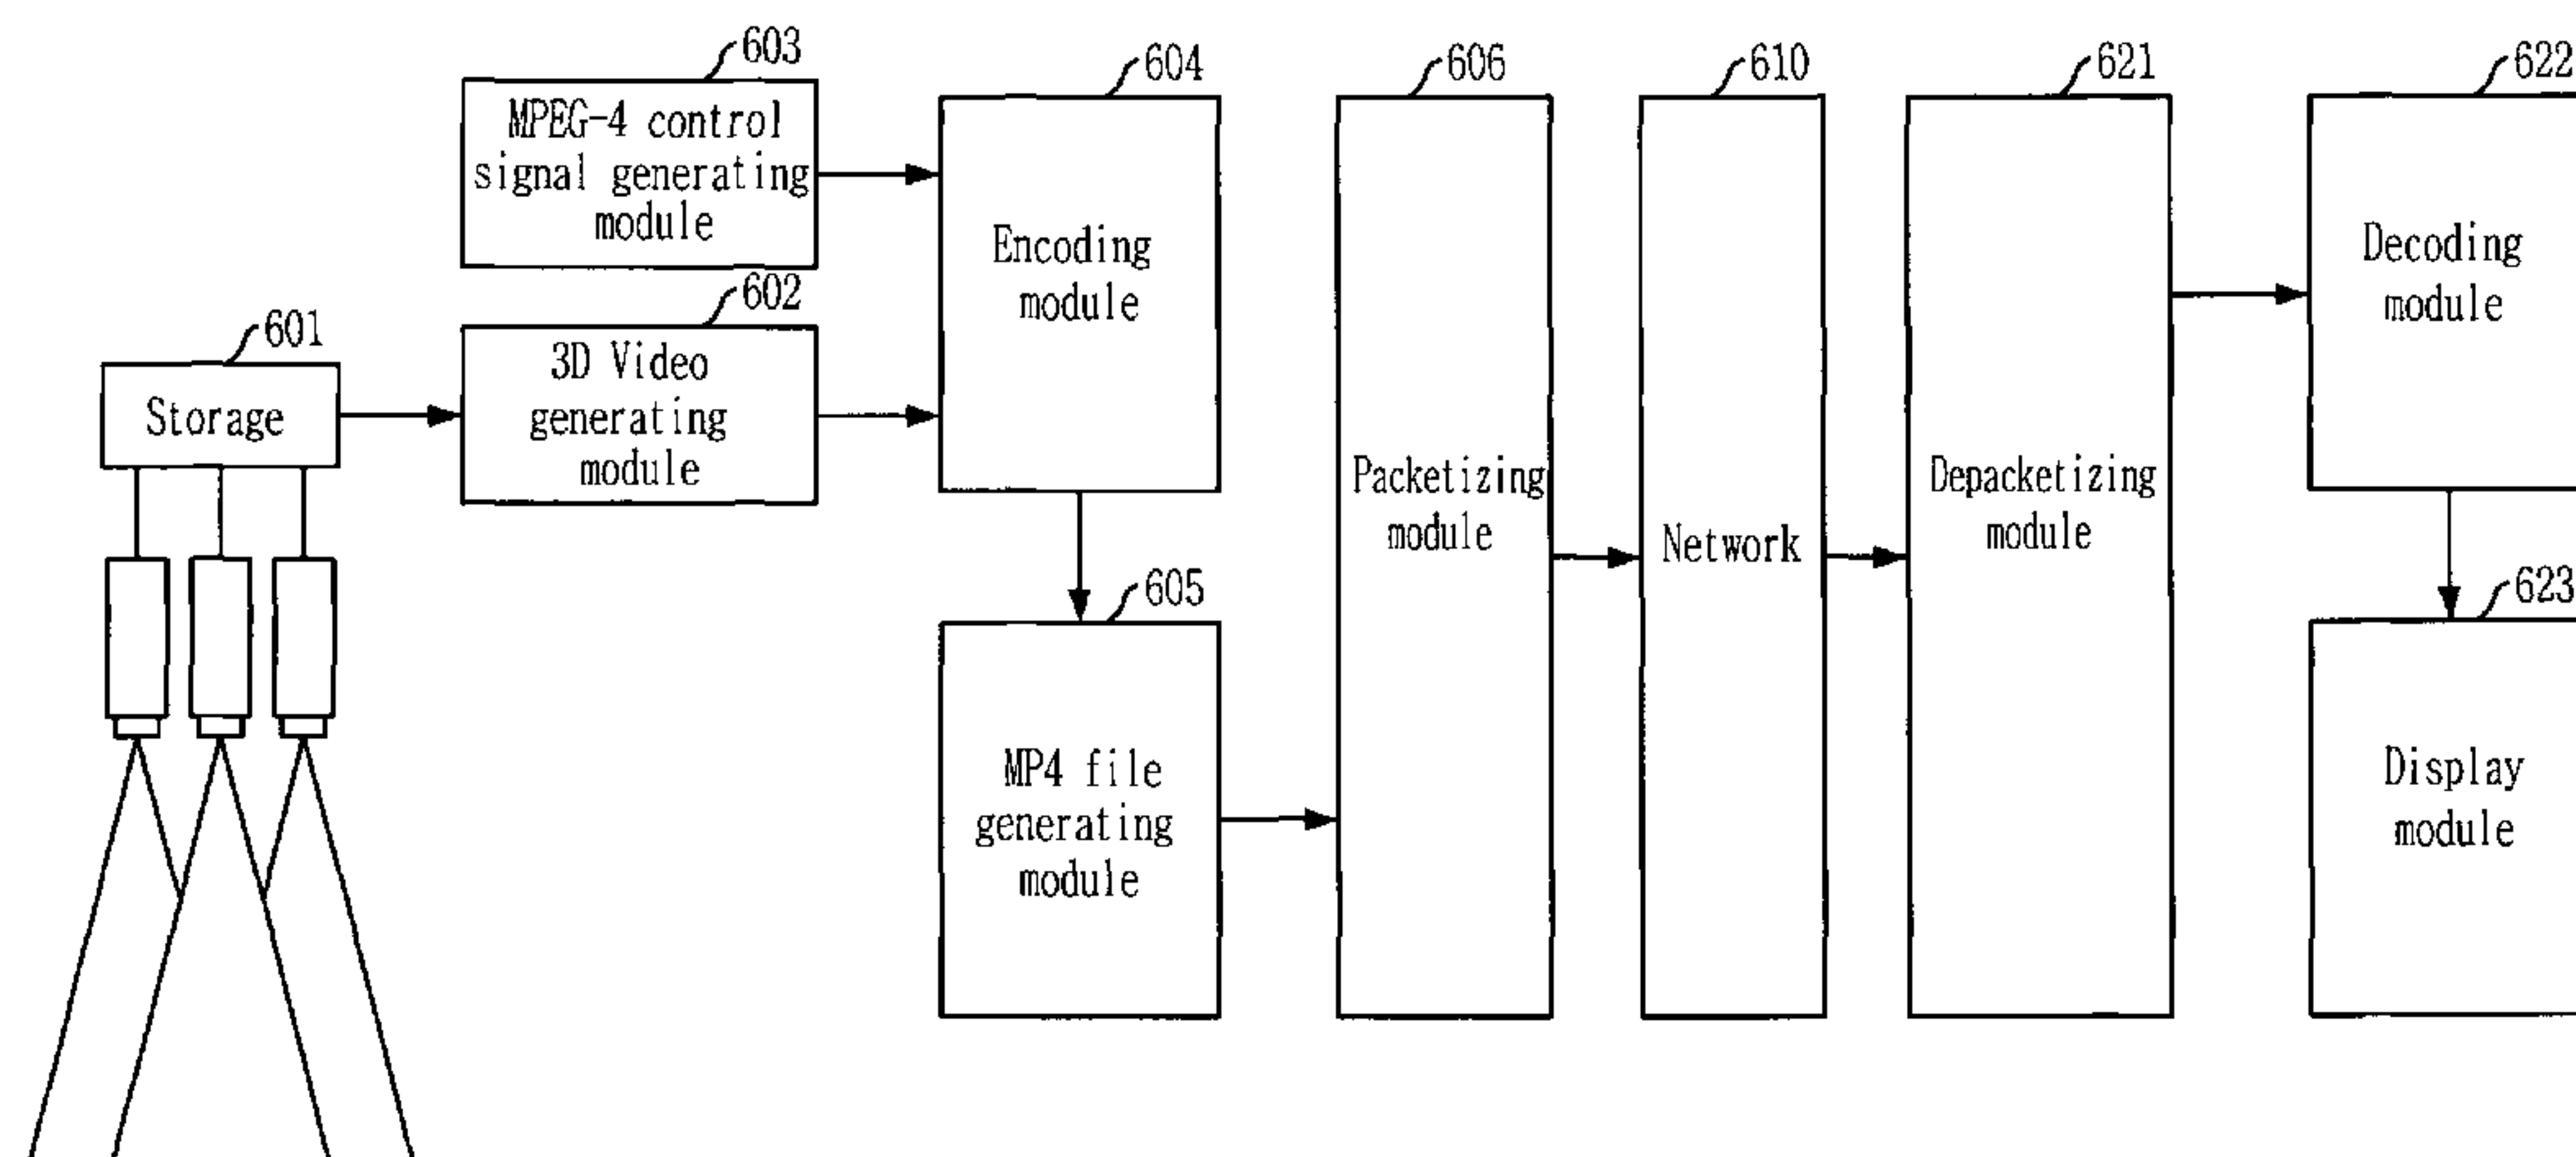 603
MPEG-4 control
signal generating
module
602
3D Video
generating
module
601
Storage
604
Encoding
module
605
MP4 file
generating
module
606
Packetizing
module
610
Network
621
Depacketizing
module
622
Decoding
module
623
Display
module